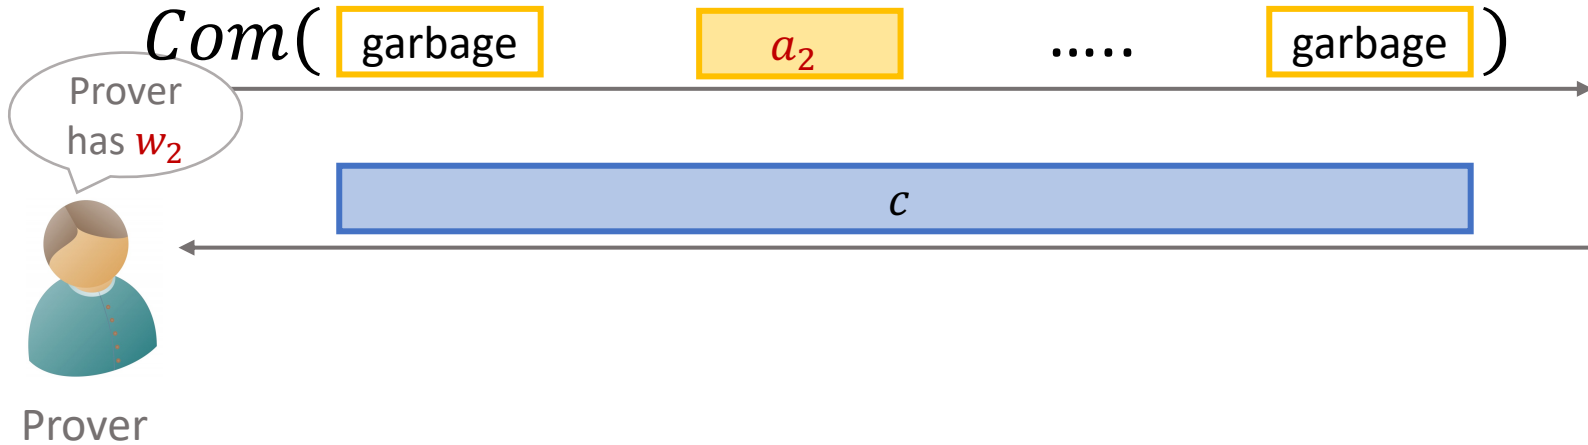 Com( garbage a₂ ..... garbage )
Prover
has w₂
c
Prover